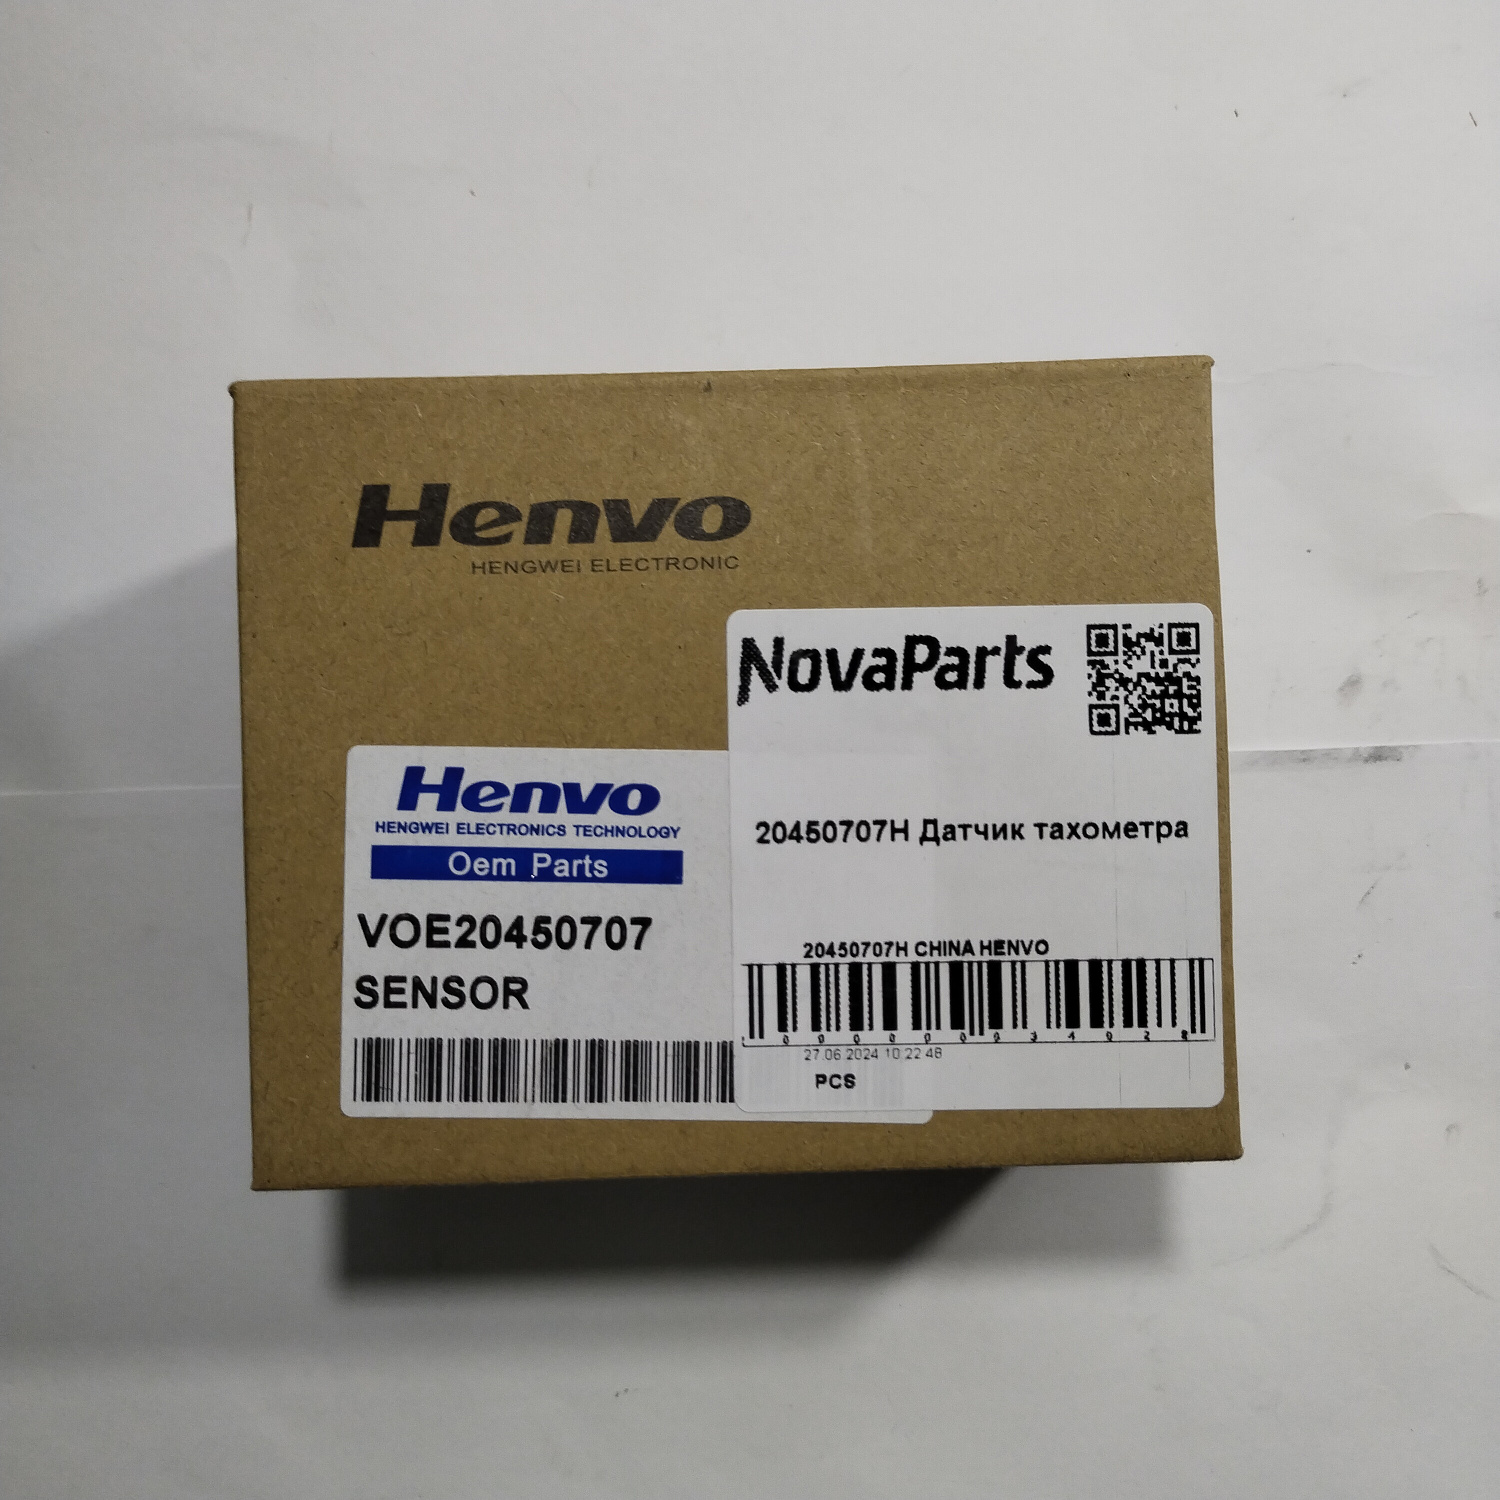 Henvo
HENGWEI ELECTRONIC
NovaParts
20450707H Датчик тахометра
20450707H CHINA HENVO
27.06.2024 10:22:48
PCS
Henvo
HENGWEI ELECTRONICS TECHNOLOGY
Oem Parts
VOE20450707
SENSOR